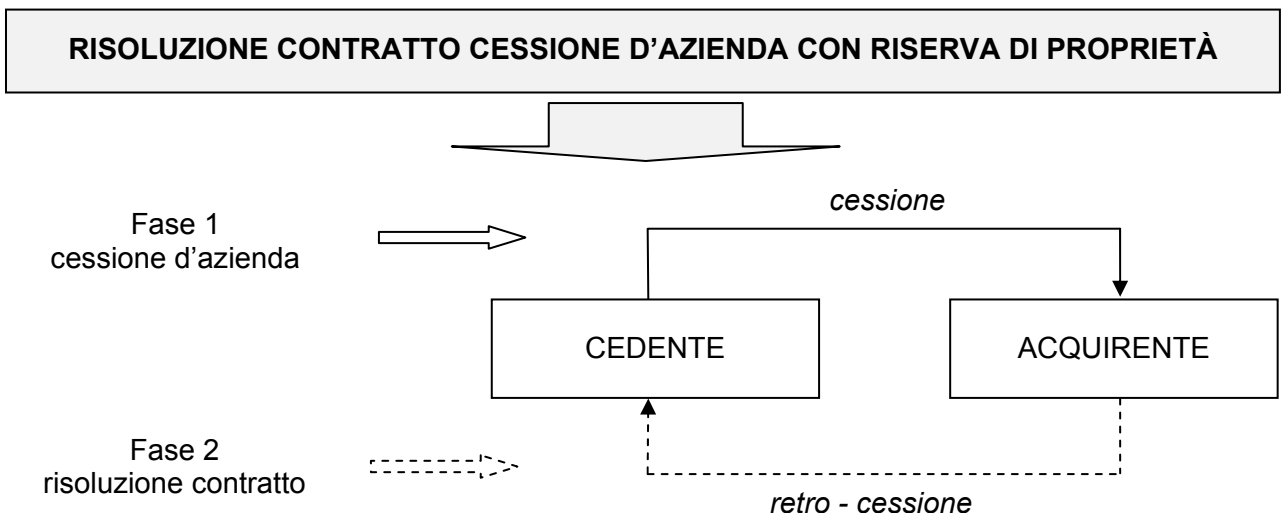 RISOLUZIONE CONTRATTO CESSIONE D’AZIENDA CON RISERVA DI PROPRIETÀ
cessione
Fase 1
cessione d’azienda
CEDENTE
ACQUIRENTE
Fase 2
risoluzione contratto
retro - cessione